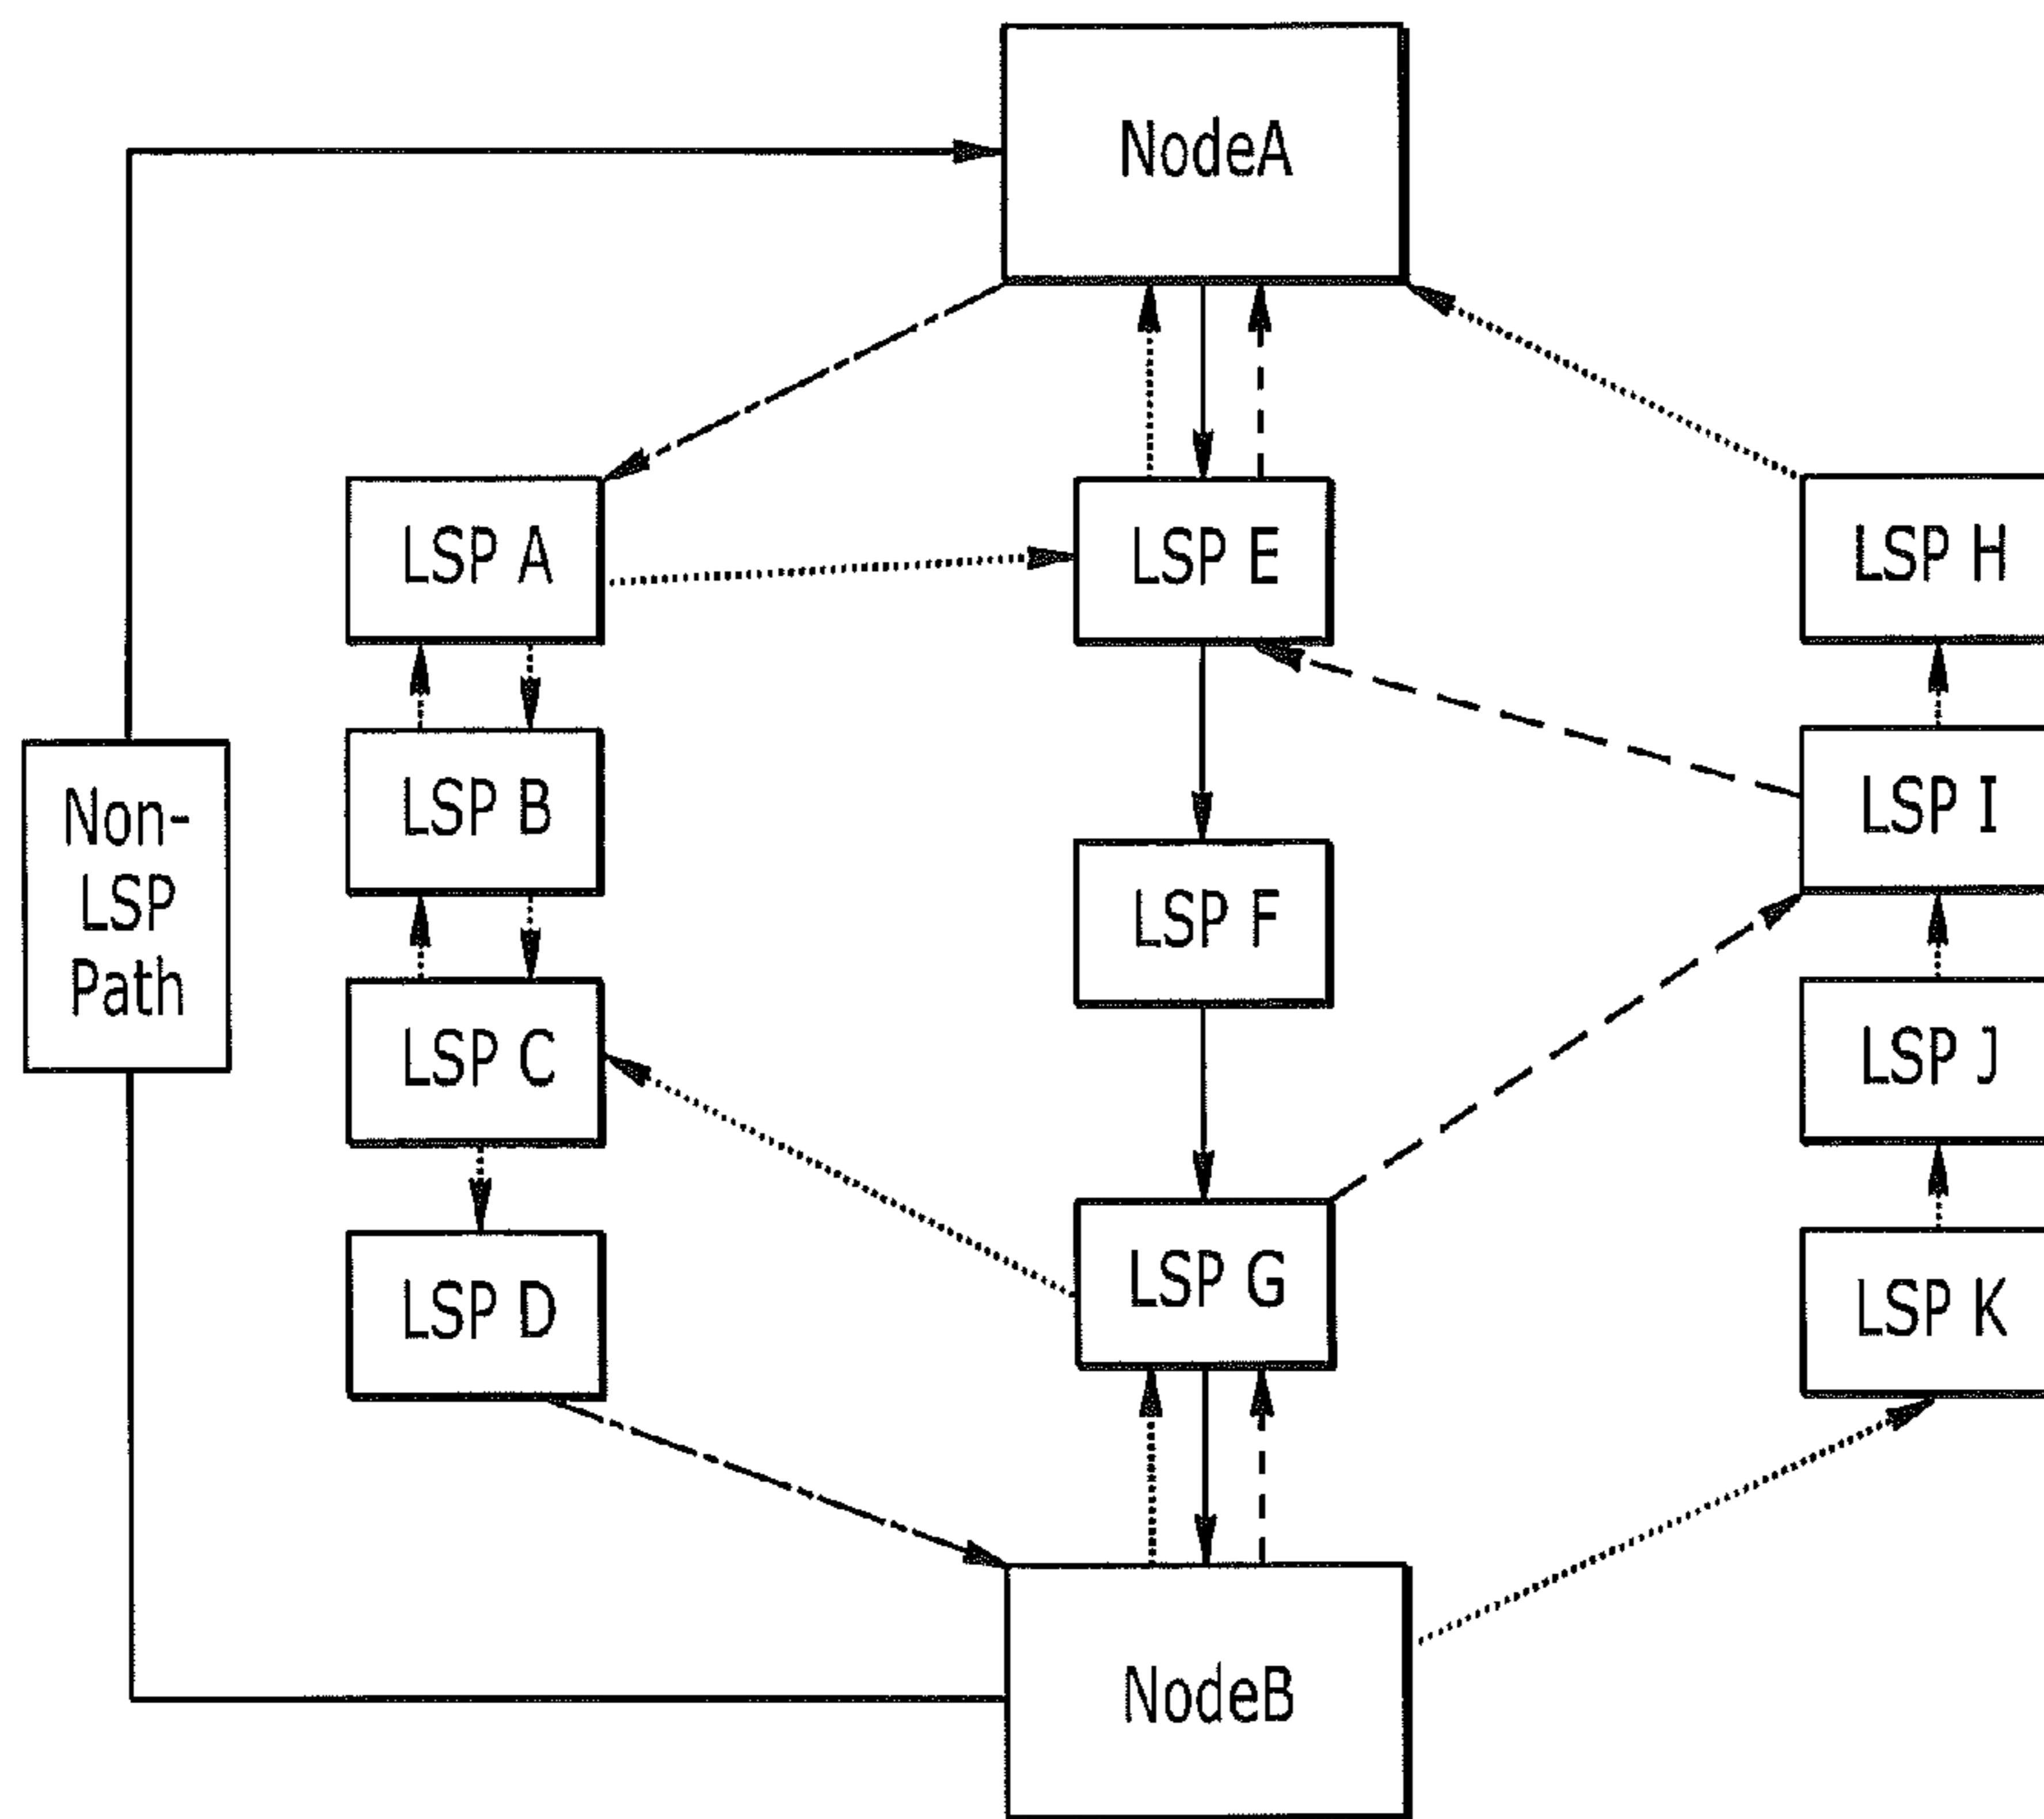 NodeA
LSP A
LSP E
LSP H
LSP B
LSP I
Non-
LSP
Path
LSP F
LSP C
LSP J
LSP D
LSP G
LSP K
NodeB